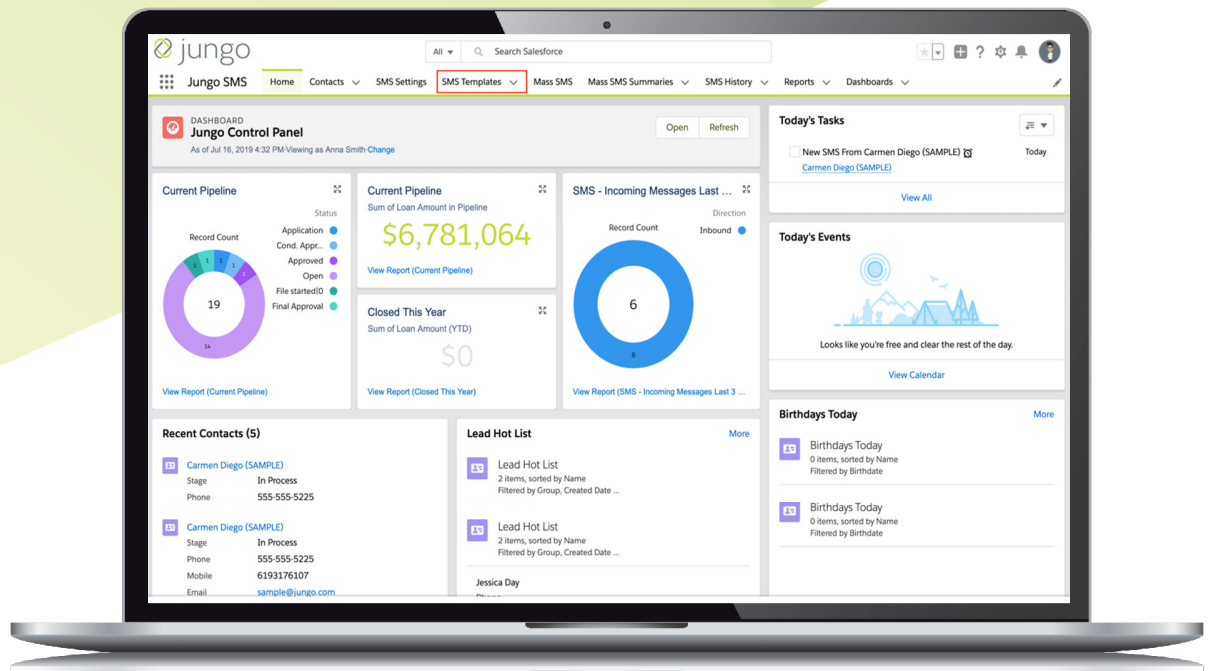 jungo
All
Search Salesforce
Jungo SMS
Home
Contacts
SMS Settings
SMS Templates
Mass SMS
Mass SMS Summaries
SMS History
Reports
Dashboards
DASHBOARD
Jungo Control Panel
As of Jul 16, 2019 4:32 PM·Viewing as Anna Smith·Change
Open
Refresh
Current Pipeline
Status
Record Count
Application
Cond. Appr...
Approved
Open
File started|0
Final Approval
1
1
1
1
1
19
14
View Report (Current Pipeline)
Current Pipeline
Sum of Loan Amount in Pipeline
$6,781,064
View Report (Current Pipeline)
Closed This Year
Sum of Loan Amount (YTD)
$0
View Report (Closed This Year)
SMS - Incoming Messages Last ...
Direction
Record Count
Inbound
6
6
View Report (SMS - Incoming Messages Last 3 ...
Today's Tasks
New SMS From Carmen Diego (SAMPLE)
Today
Carmen Diego (SAMPLE)
View All
Today's Events
Looks like you're free and clear the rest of the day.
View Calendar
Recent Contacts (5)
Carmen Diego (SAMPLE)
Stage In Process
Phone 555-555-5225
Carmen Diego (SAMPLE)
Stage In Process
Phone 555-555-5225
Mobile 6193176107
Email sample@jungo.com
Lead Hot List
More
Lead Hot List
2 items, sorted by Name
Filtered by Group, Created Date ...
Lead Hot List
2 items, sorted by Name
Filtered by Group, Created Date ...
Jessica Day
Birthdays Today
More
Birthdays Today
0 items, sorted by Name
Filtered by Birthdate
Birthdays Today
0 items, sorted by Name
Filtered by Birthdate